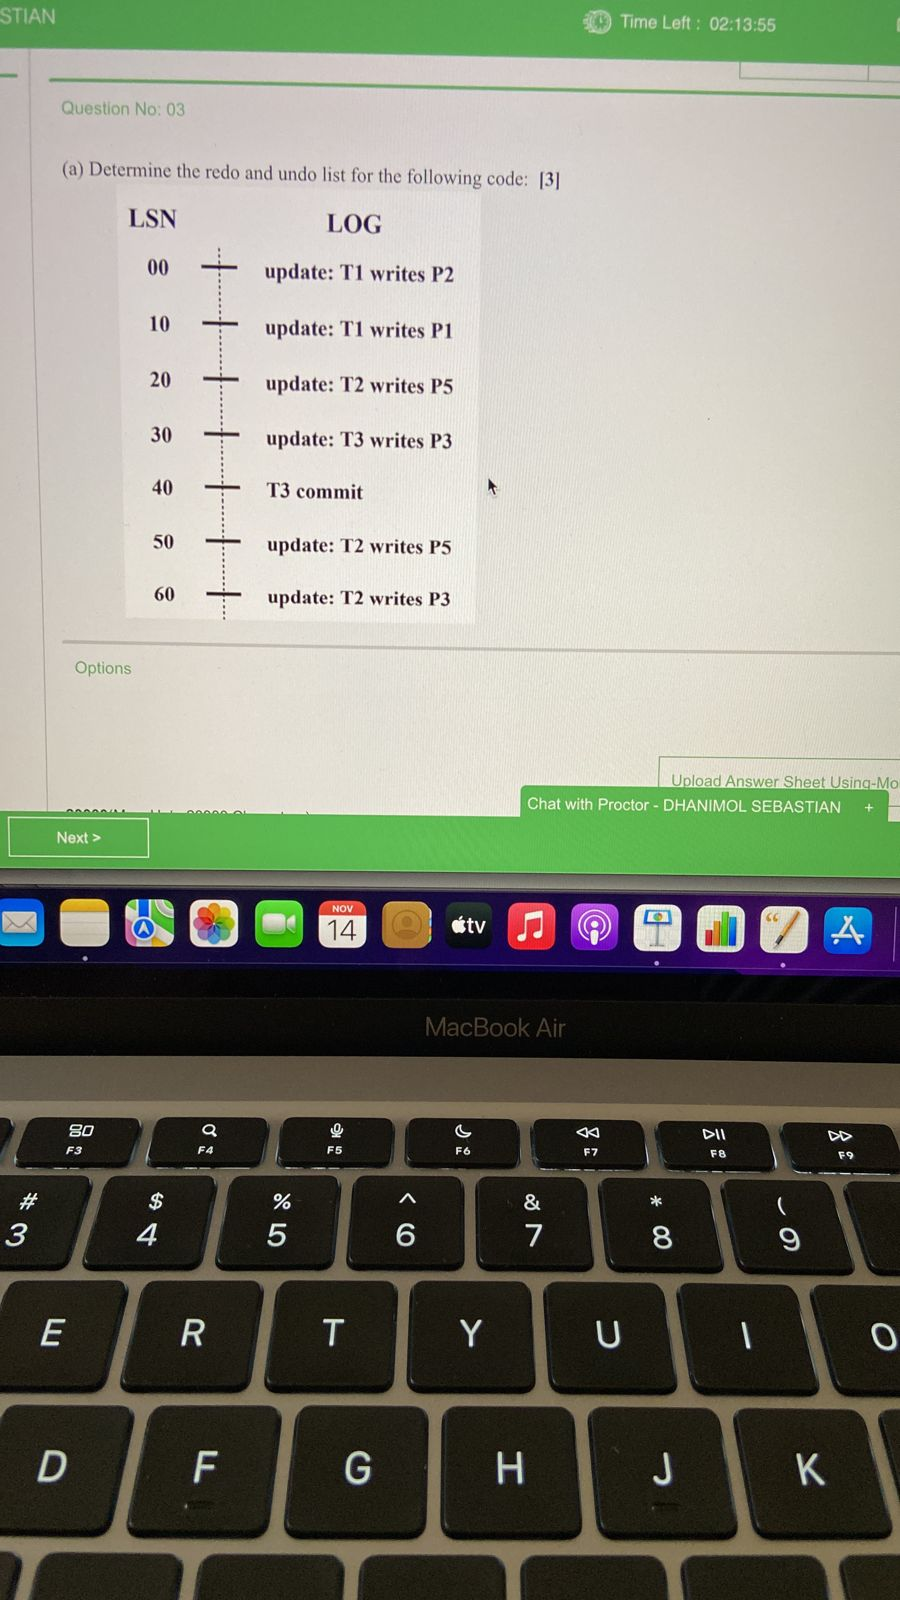 STIAN
Time Left : 02:13:55
Question No: 03
(a) Determine the redo and undo list for the following code: [3]
LSN LOG
00 update: T1 writes P2
10 update: T1 writes P1
20 update: T2 writes P5
30 update: T3 writes P3
40 T3 commit
50 update: T2 writes P5
60 update: T2 writes P3
Options
Upload Answer Sheet Using-Mo
Chat with Proctor - DHANIMOL SEBASTIAN +
Next >
NOV
14
tv
MacBook Air
F3 F4 F5 F6 F7 F8 F9
# $ % ^ & * (
3 4 5 6 7 8 9
E R T Y U I O
D F G H J K